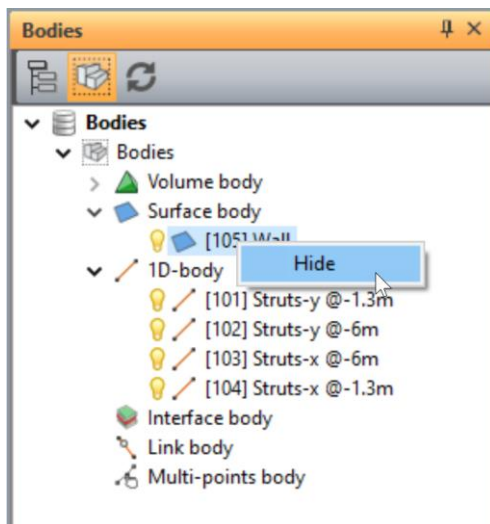 Bodies
Bodies
Bodies
Volume body
Surface body
[105] Wall
Hide
1D-body
[101] Struts-y @-1.3m
[102] Struts-y @-6m
[103] Struts-x @-6m
[104] Struts-x @-1.3m
Interface body
Link body
Multi-points body